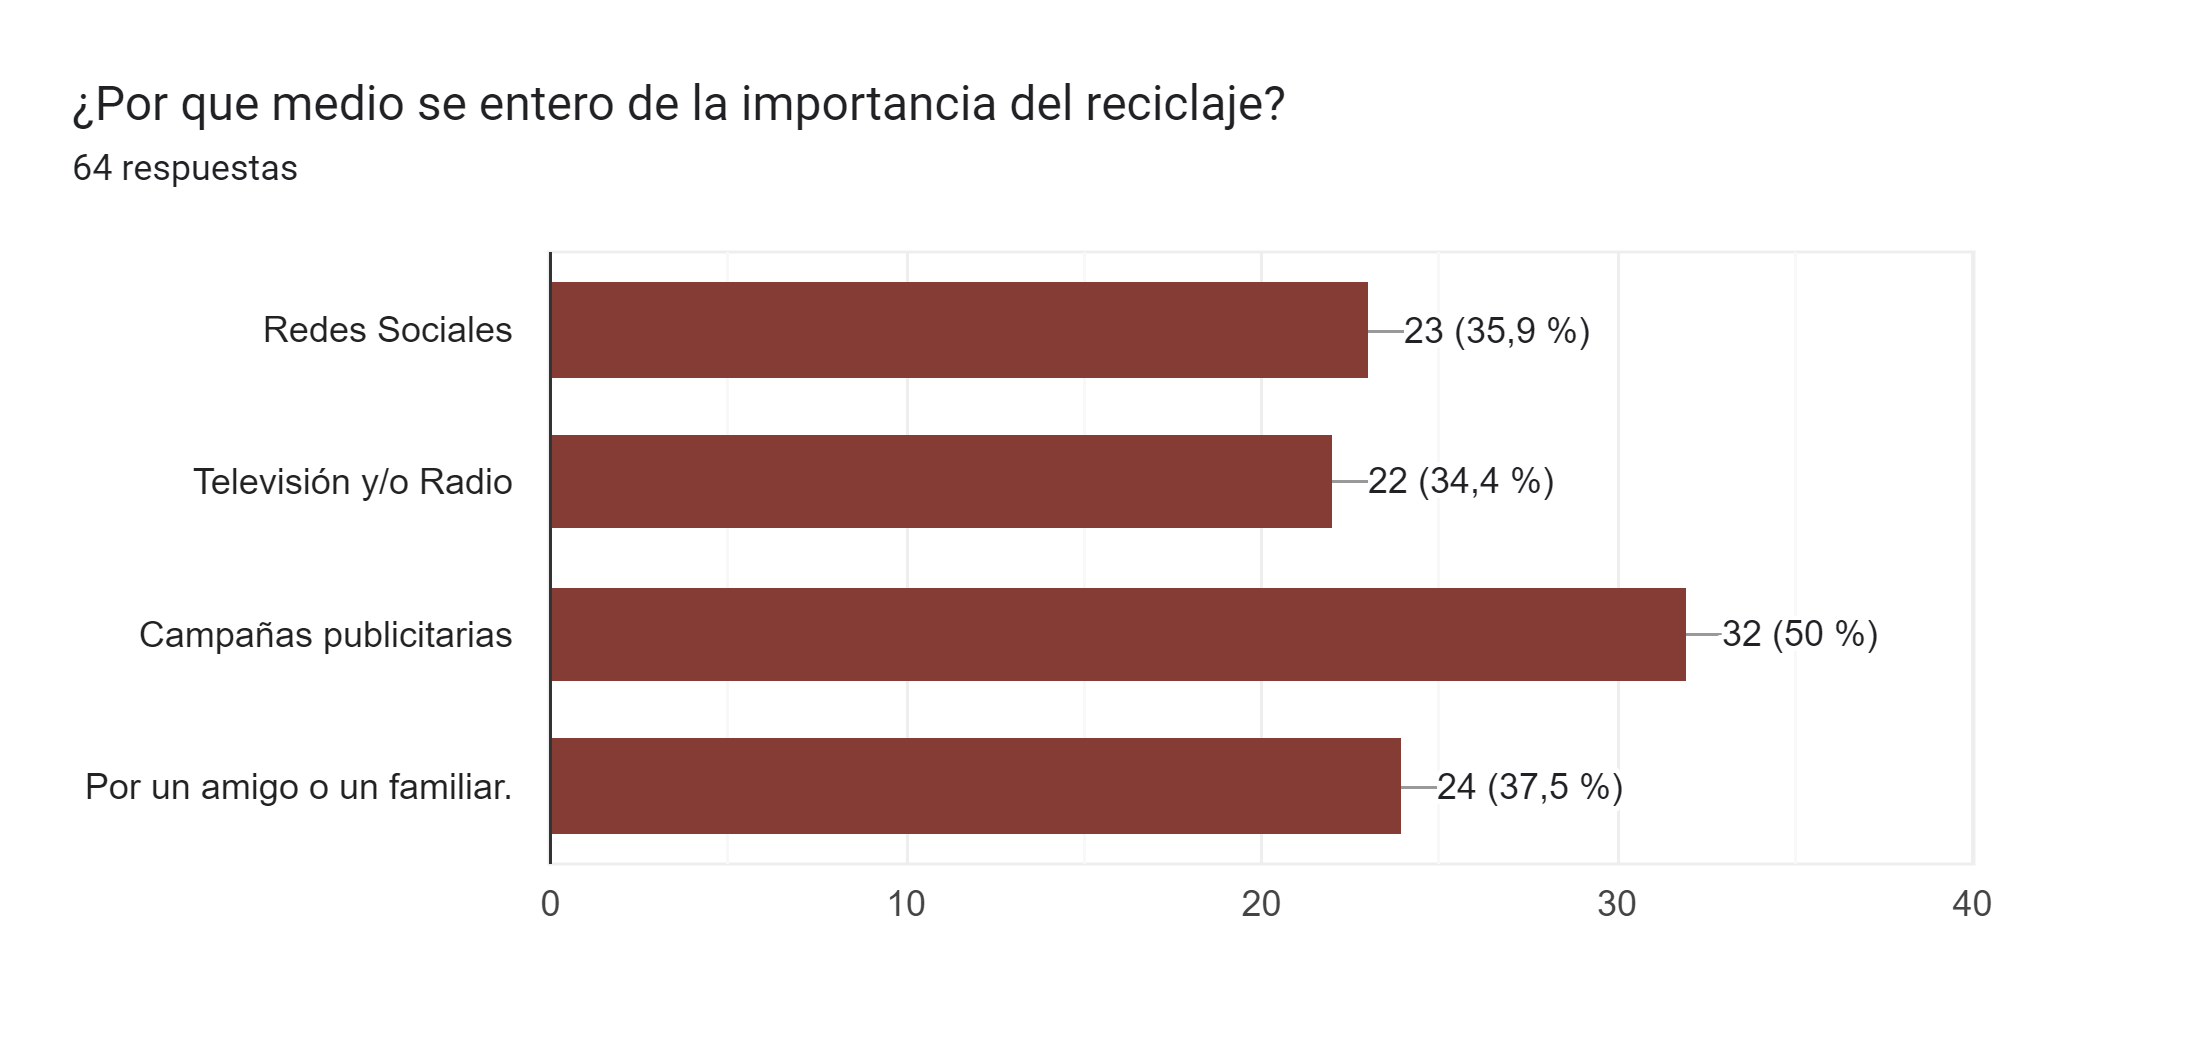 ¿Por que medio se entero de la importancia del reciclaje?
64 respuestas
Redes Sociales
23 (35,9 %)
Televisión y/o Radio
22 (34,4 %)
Campañas publicitarias
32 (50 %)
Por un amigo o un familiar.
24 (37,5 %)
0 10 20 30 40